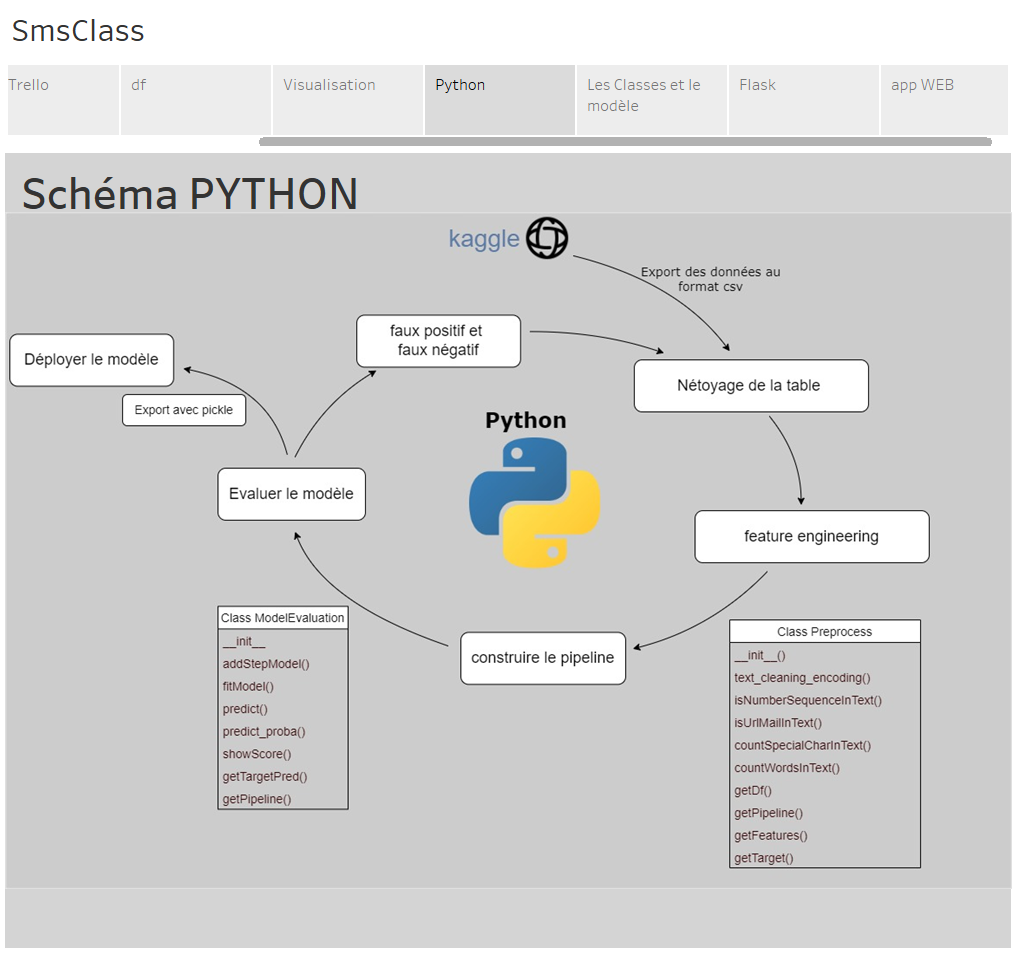 SmsClass
Trello
df
Visualisation
Python
Les Classes et le
modèle
Flask
app WEB
Schéma PYTHON
kaggle
Export des données au
format csv
faux positif et
faux négatif
Déployer le modèle
Nétoyage de la table
Export avec pickle
Python
Evaluer le modèle
feature engineering
construire le pipeline
Class ModelEvaluation
__init__
addStepModel()
fitModel()
predict()
predict_proba()
showScore()
getTargetPred()
getPipeline()
Class Preprocess
__init__()
text_cleaning_encoding()
isNumberSequenceInText()
isUrlMailInText()
countSpecialCharInText()
countWordsInText()
getDf()
getPipeline()
getFeatures()
getTarget()